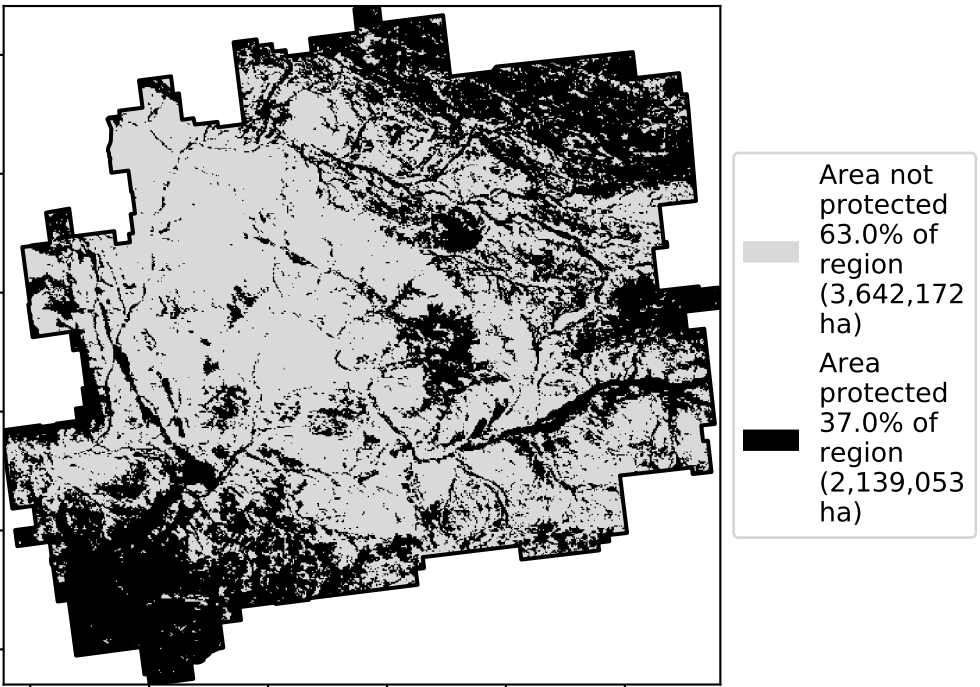 Area not
protected
63.0% of
region
(3,642,172
ha)
Area
protected
37.0% of
region
(2,139,053
ha)